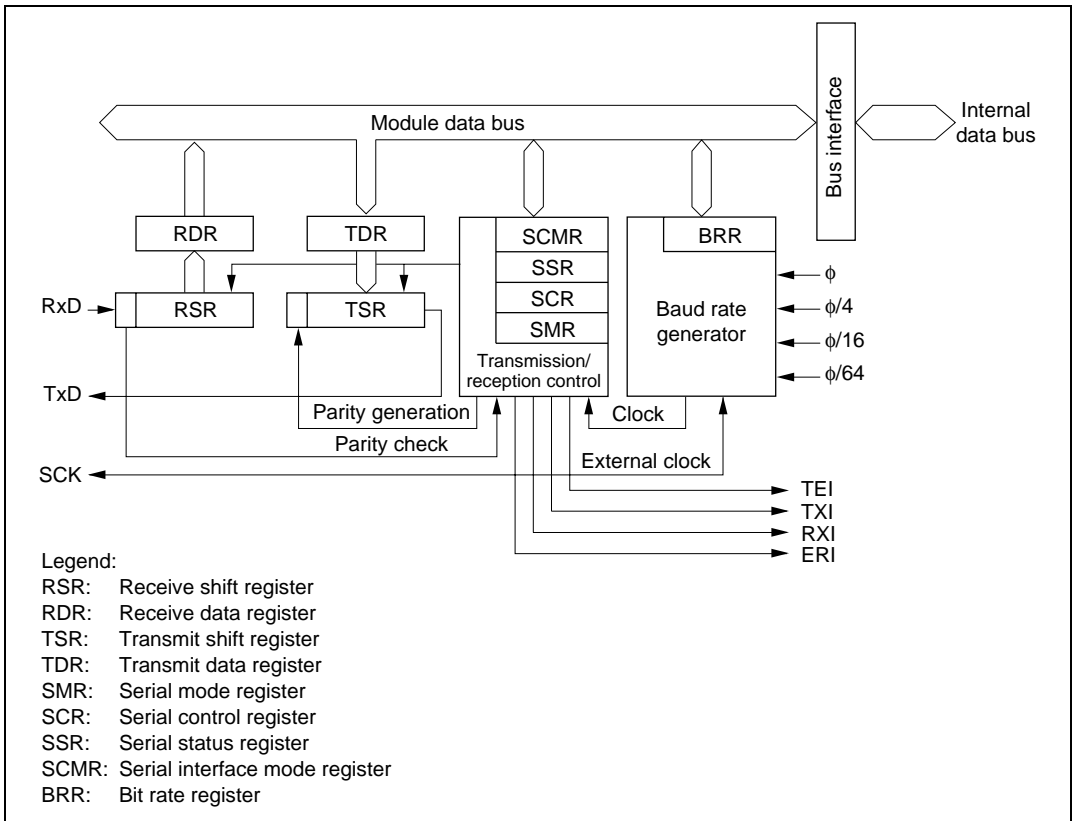 Module data bus
Bus interface
Internal
data bus
RDR
TDR
SCMR
BRR
SSR
SCR
SMR
RxD
RSR
TSR
Baud rate
generator
ϕ
ϕ/4
ϕ/16
ϕ/64
Transmission/
reception control
TxD
Parity generation
Clock
Parity check
SCK
External clock
TEI
TXI
RXI
ERI
Legend:
RSR: Receive shift register
RDR: Receive data register
TSR: Transmit shift register
TDR: Transmit data register
SMR: Serial mode register
SCR: Serial control register
SSR: Serial status register
SCMR: Serial interface mode register
BRR: Bit rate register